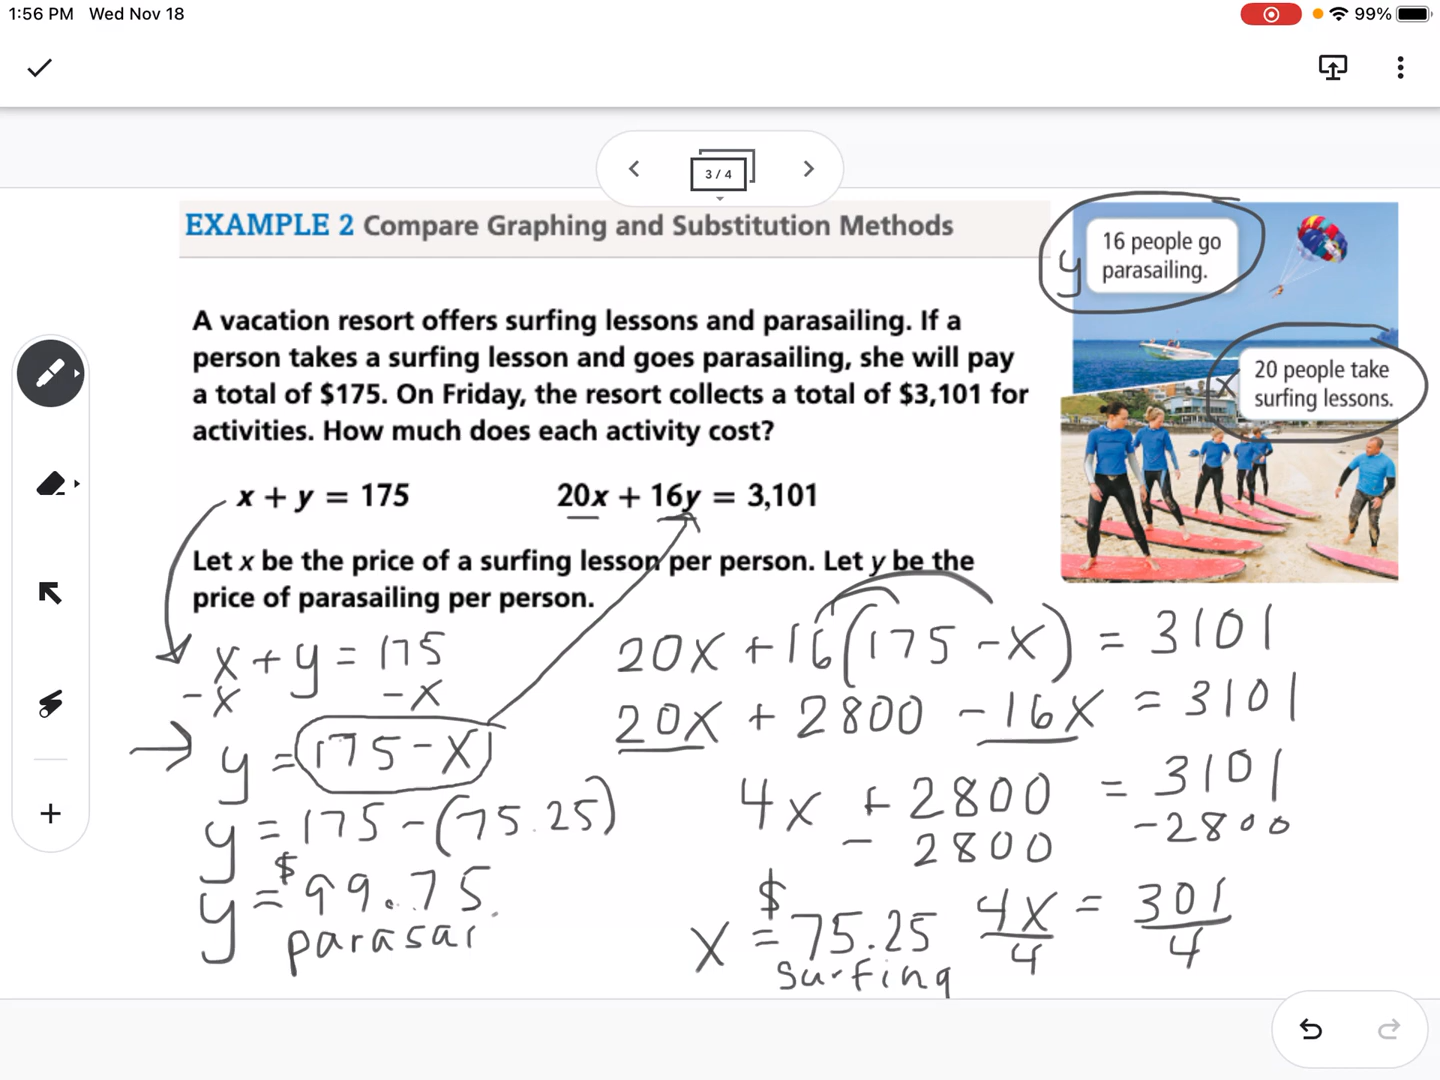 1:56 PM Wed Nov 18
99%
3 / 4
EXAMPLE 2 Compare Graphing and Substitution Methods
16 people go
parasailing.
y
A vacation resort offers surfing lessons and parasailing. If a
person takes a surfing lesson and goes parasailing, she will pay
a total of $175. On Friday, the resort collects a total of $3,101 for
activities. How much does each activity cost?
20 people take
surfing lessons.
x
x + y = 175
20x + 16y = 3,101
Let x be the price of a surfing lesson per person. Let y be the
price of parasailing per person.
x + y = 175
-x -x
y = 175 - x
y = 175 - (75.25)
y = $99.75
parasai
20x + 16(175 - x) = 3101
20x + 2800 - 16x = 3101
4x + 2800 = 3101
- 2800 -2800
4x = 301
4 4
x = $75.25
surfing